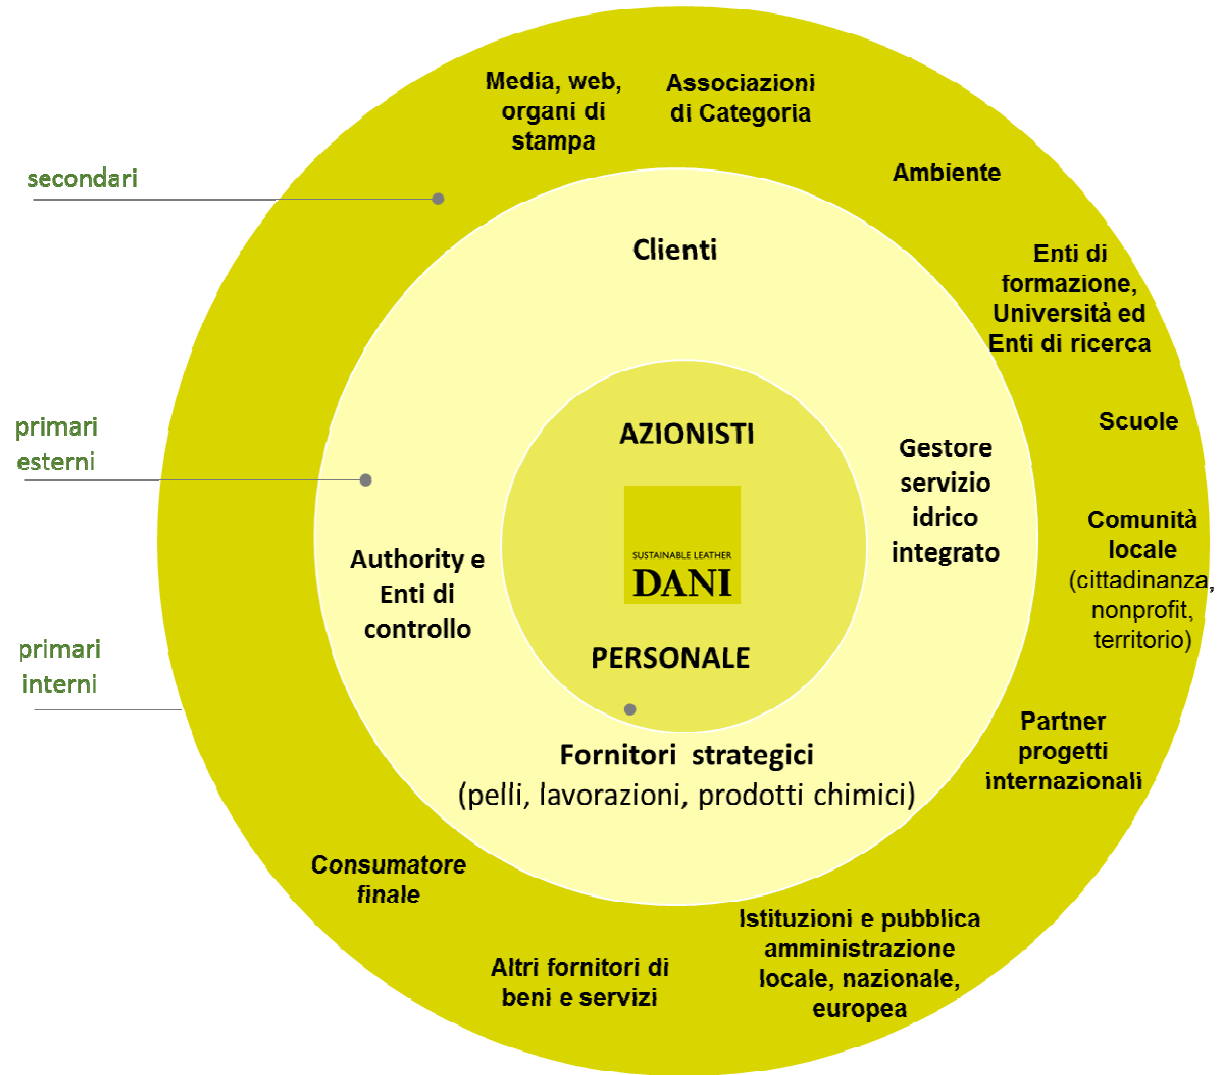 Media, web,
organi di
stampa
Associazioni
di Categoria
Ambiente
secondari
Clienti
Enti di
formazione,
Università ed
Enti di ricerca
primari
esterni
AZIONISTI
Scuole
Gestore
servizio
idrico
integrato
SUSTAINABLE LEATHER
DANI
Authority e
Enti di
controllo
Comunità
locale
(cittadinanza,
nonprofit,
territorio)
primari
interni
PERSONALE
Partner
progetti
internazionali
Fornitori strategici
(pelli, lavorazioni, prodotti chimici)
Consumatore
finale
Altri fornitori di
beni e servizi
Istituzioni e pubblica
amministrazione
locale, nazionale,
europea